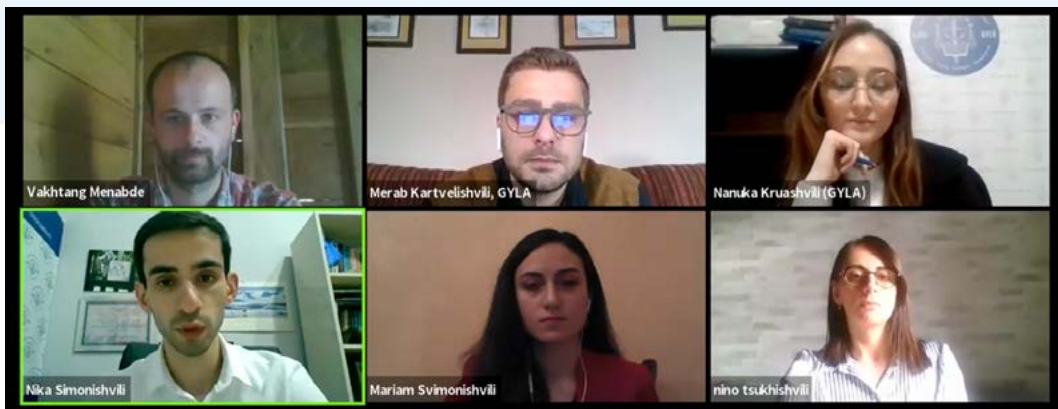 Vakhtang Menabde
Merab Kartvelishvili, GYLA
Nanuka Kruashvili (GYLA)
Nika Simonishvili
Mariam Svimonishvili
nino tsukhishvili